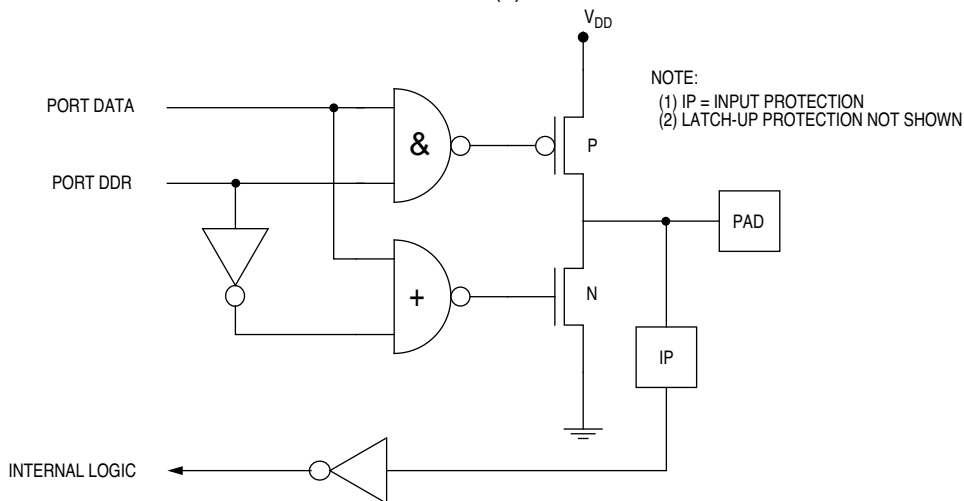 V_DD
NOTE:
(1) IP = INPUT PROTECTION
(2) LATCH-UP PROTECTION NOT SHOWN
PORT DATA
&
P
PORT DDR
PAD
+
N
IP
INTERNAL LOGIC